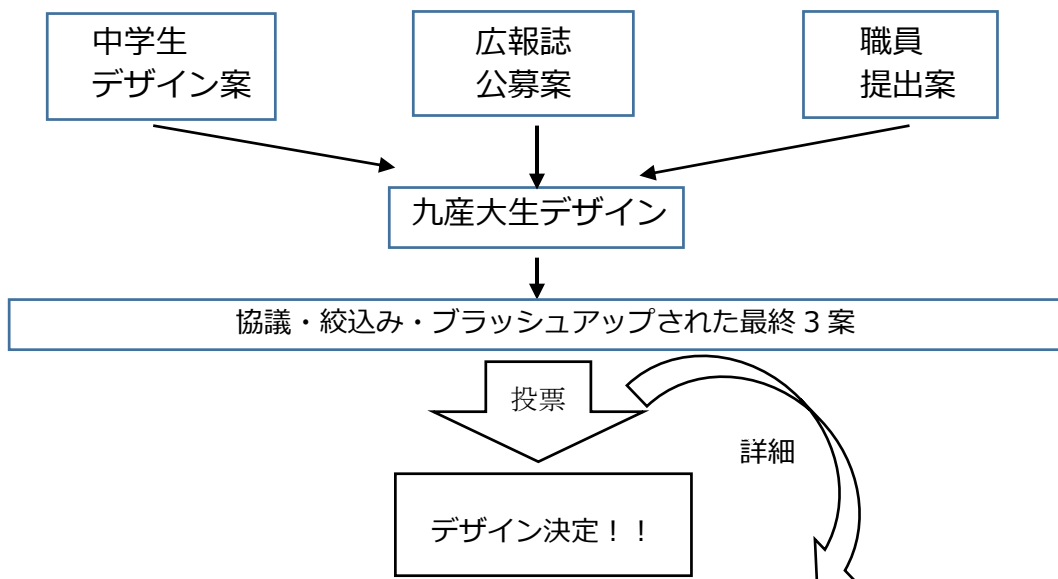 中学生
デザイン案
広報誌
公募案
職員
提出案
九産大生デザイン
協議・絞込み・ブラッシュアップされた最終３案
投票
詳細
デザイン決定！！